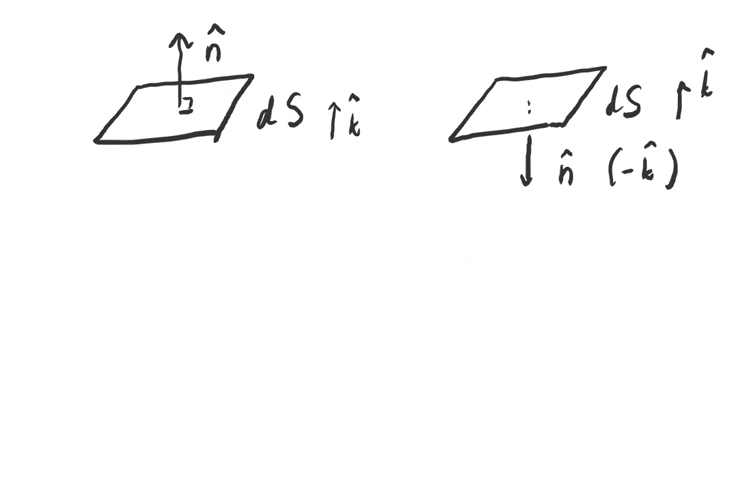 n̂
dS ↑ k̂
k̂
dS ↑
n̂ (-k̂)